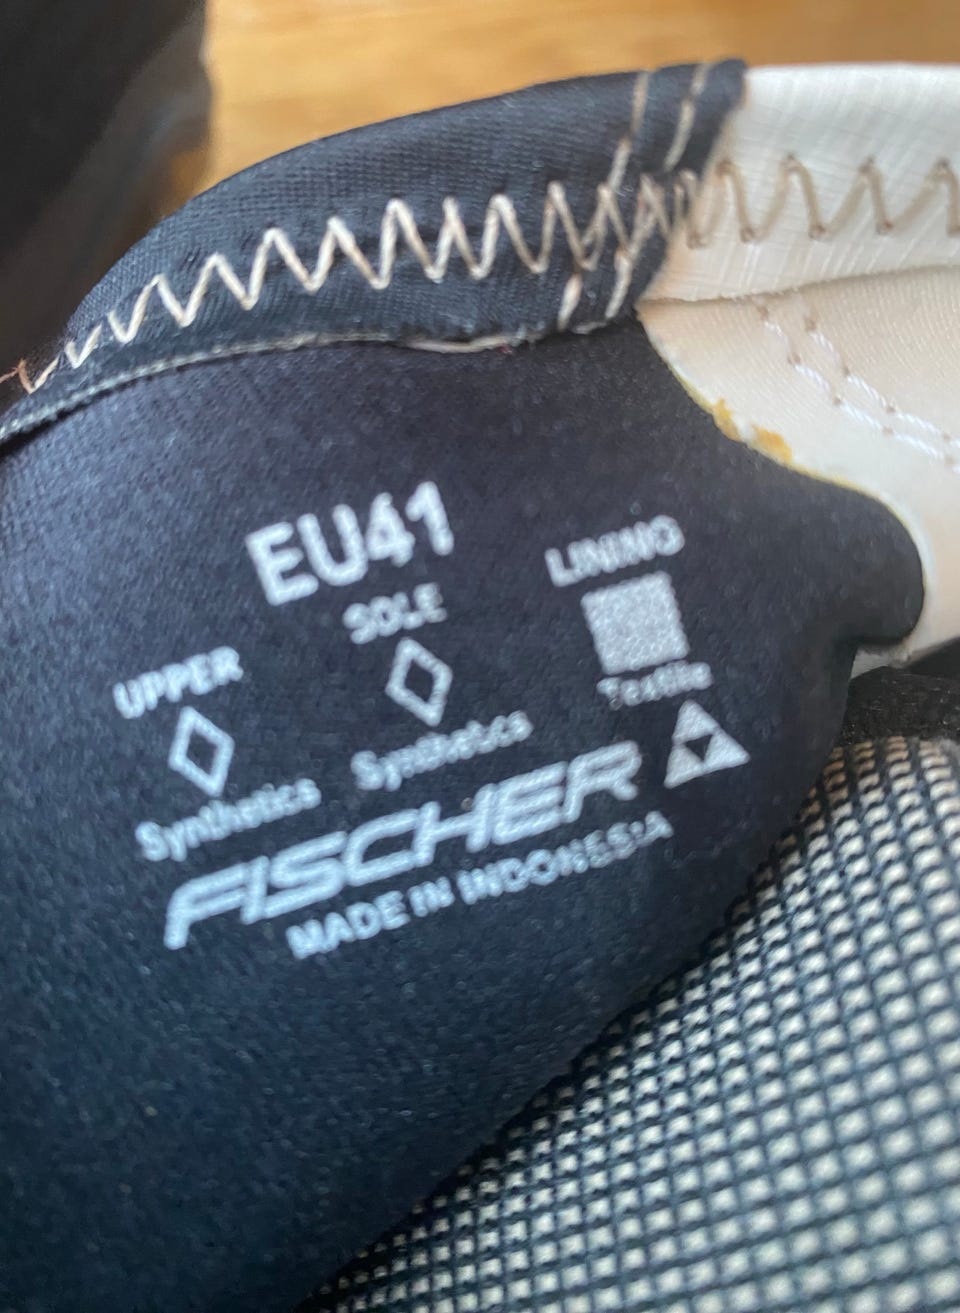 EU41
UPPER SOLE LINING
Synthetics Synthetics Textile
FISCHER
MADE IN INDONESIA